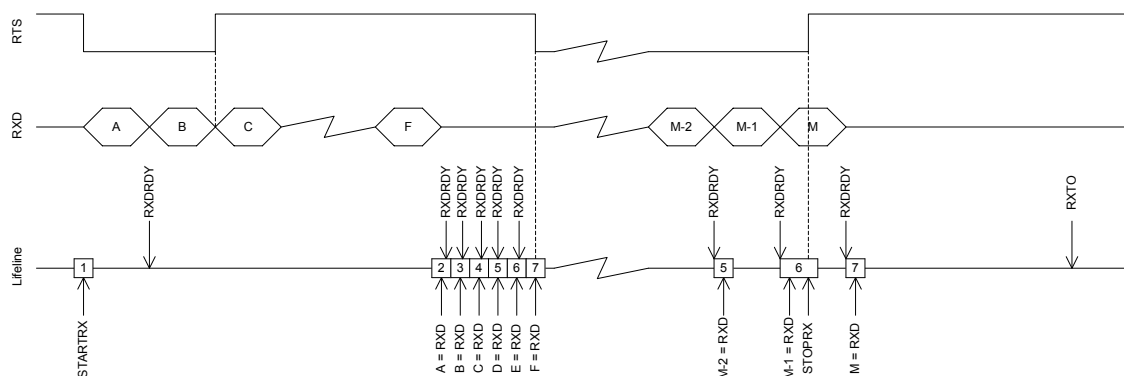 RTS
RXD
A
B
C
F
M-2
M-1
M
Lifeline
RXDRDY
RXDRDY
RXDRDY
RXDRDY
RXDRDY
RXDRDY
RXDRDY
RXDRDY
RXDRDY
RXTO
1
2
3
4
5
6
7
5
6
7
STARTRX
A = RXD
B = RXD
C = RXD
D = RXD
E = RXD
F = RXD
M-2 = RXD
M-1 = RXD
STOPRX
M = RXD